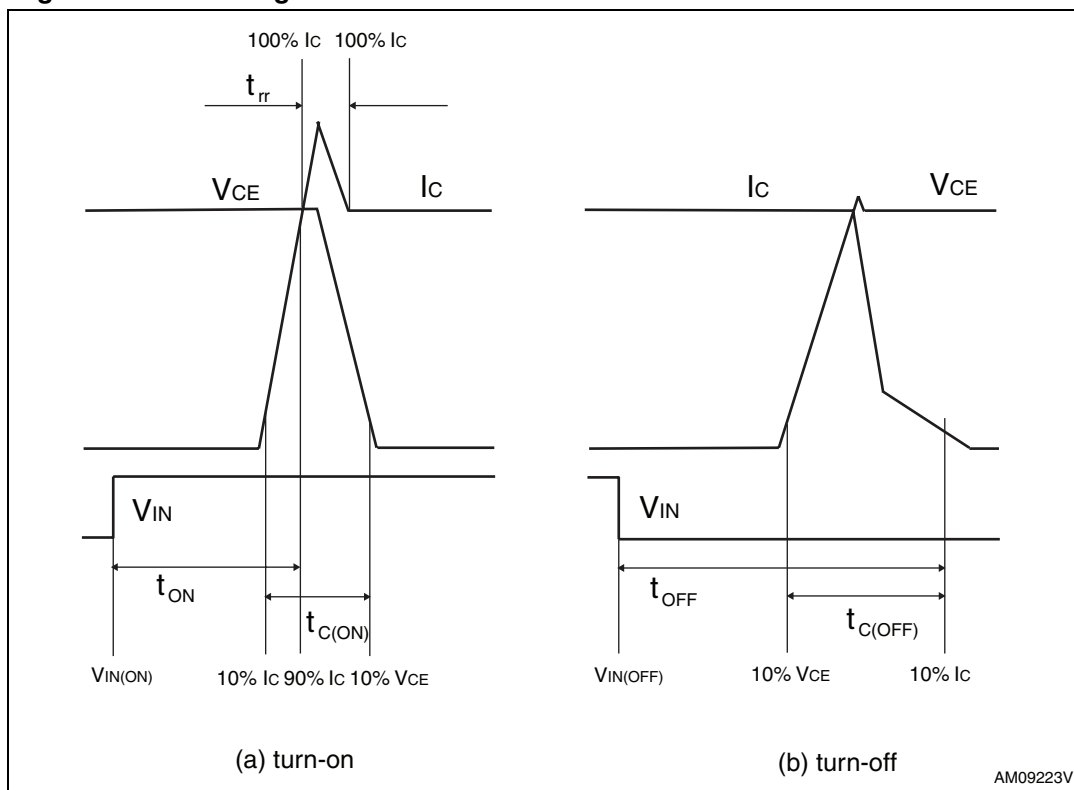 100% IC 100% IC
trr
VCE IC
IC VCE
VIN
VIN
tON
tC(ON)
tOFF
tC(OFF)
VIN(ON) 10% IC 90% IC 10% VCE
VIN(OFF) 10% VCE 10% IC
(a) turn-on
(b) turn-off
AM09223V